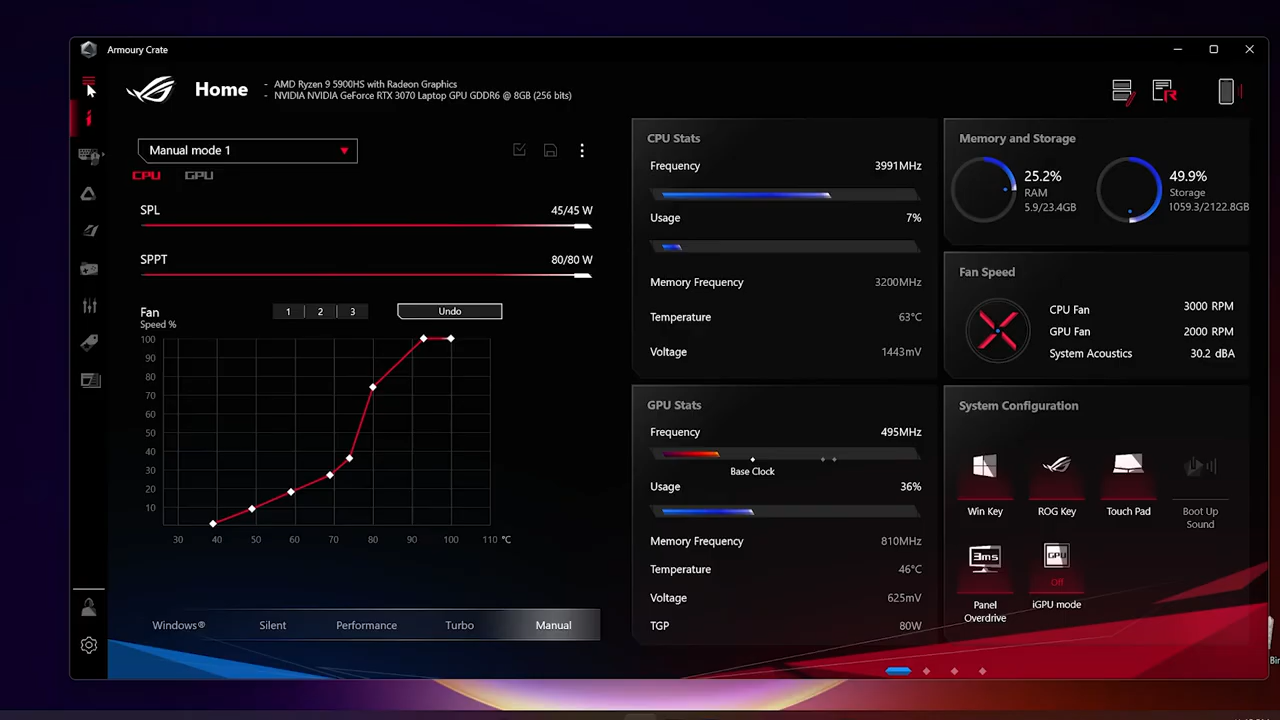 Armoury Crate
Home
- AMD Ryzen 9 5900HS with Radeon Graphics
- NVIDIA NVIDIA GeForce RTX 3070 Laptop GPU GDDR6 @ 8GB (256 bits)
Manual mode 1
CPU GPU
SPL 45/45 W
SPPT 80/80 W
Fan 1 2 3 Undo
Speed %
100
90
80
70
60
50
40
30
20
10
30 40 50 60 70 80 90 100 110 °C
Windows® Silent Performance Turbo Manual
CPU Stats
Frequency 3991MHz
Usage 7%
Memory Frequency 3200MHz
Temperature 63°C
Voltage 1443mV
GPU Stats
Frequency 495MHz
Base Clock
Usage 36%
Memory Frequency 810MHz
Temperature 46°C
Voltage 625mV
TGP 80W
Memory and Storage
25.2%
RAM
5.9/23.4GB
49.9%
Storage
1059.3/2122.8GB
Fan Speed
CPU Fan 3000 RPM
GPU Fan 2000 RPM
System Acoustics 30.2 dBA
System Configuration
Win Key
ROG Key
Touch Pad
Boot Up
Sound
3ms
Panel
Overdrive
GPU
Off
iGPU mode
Bin